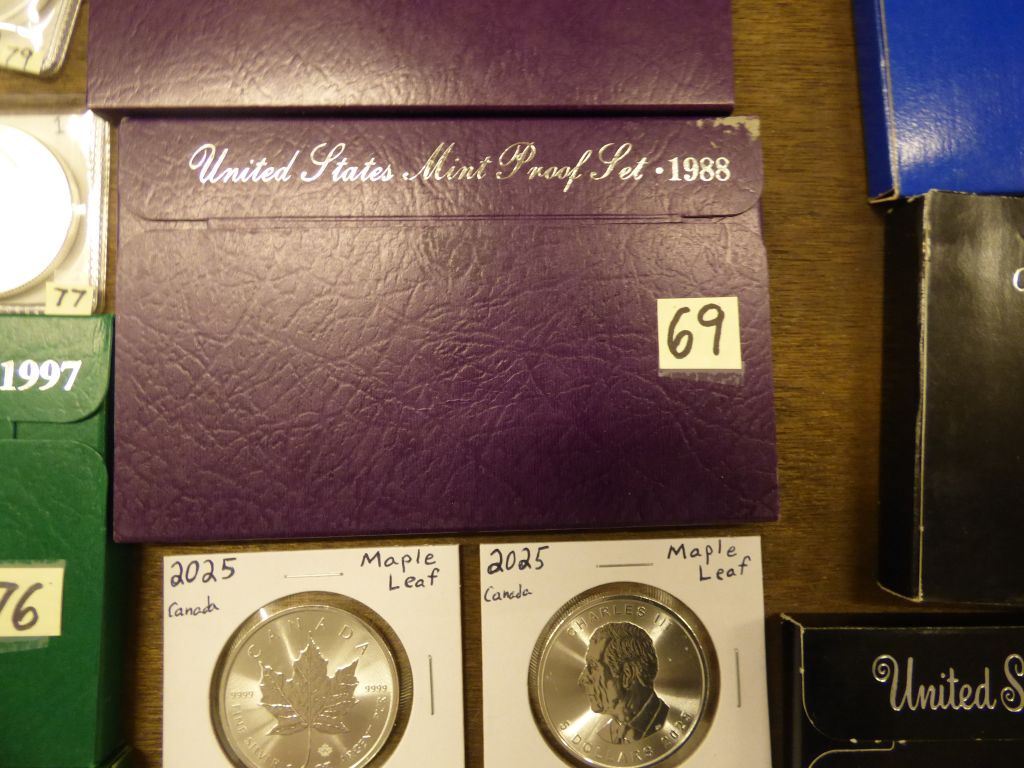 79
United States Mint Proof Set · 1988
77
69
1997
76
2025
Maple
Leaf
Canada
CANADA
9999
9999
2025
Maple
Leaf
Canada
CHARLES III
5 DOLLARS 2025
United S